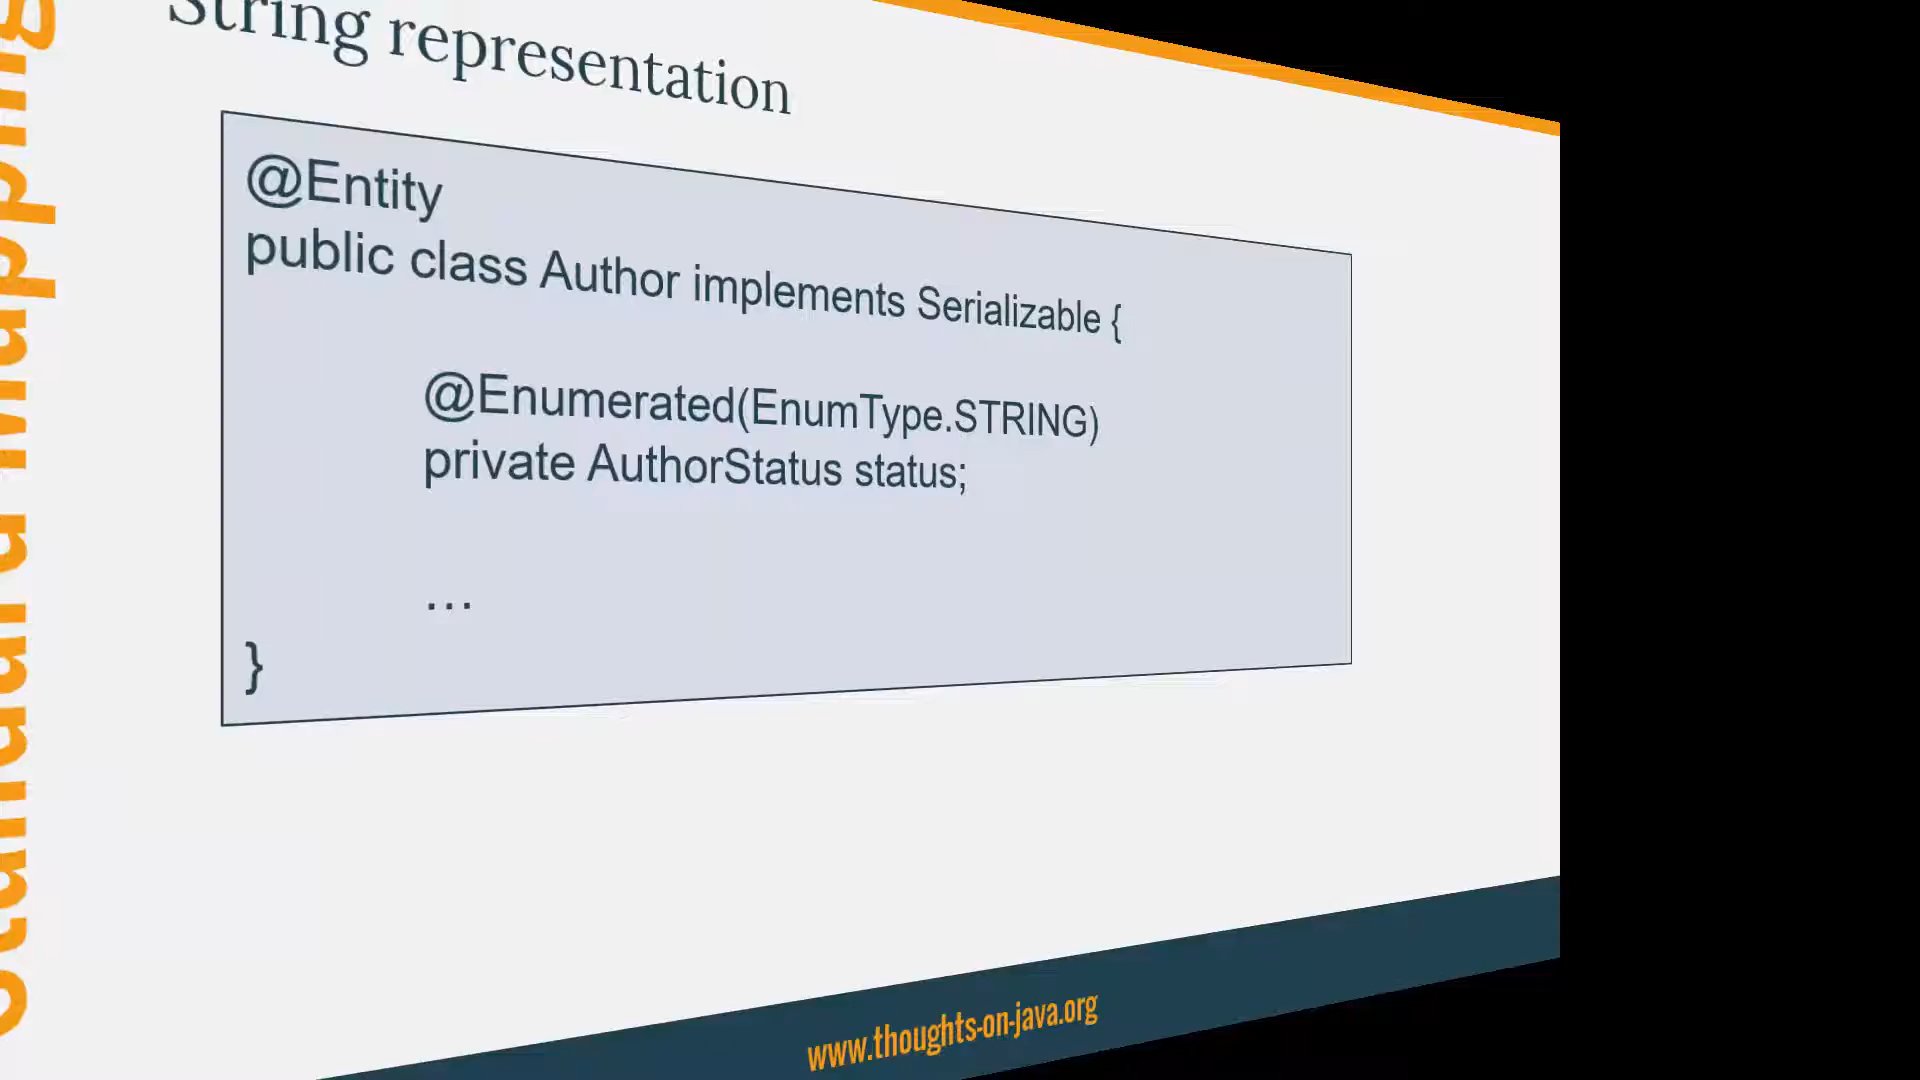 String representation
@Entity
public class Author implements Serializable {
@Enumerated(EnumType.STRING)
private AuthorStatus status;
...
}
www.thoughts-on-java.org